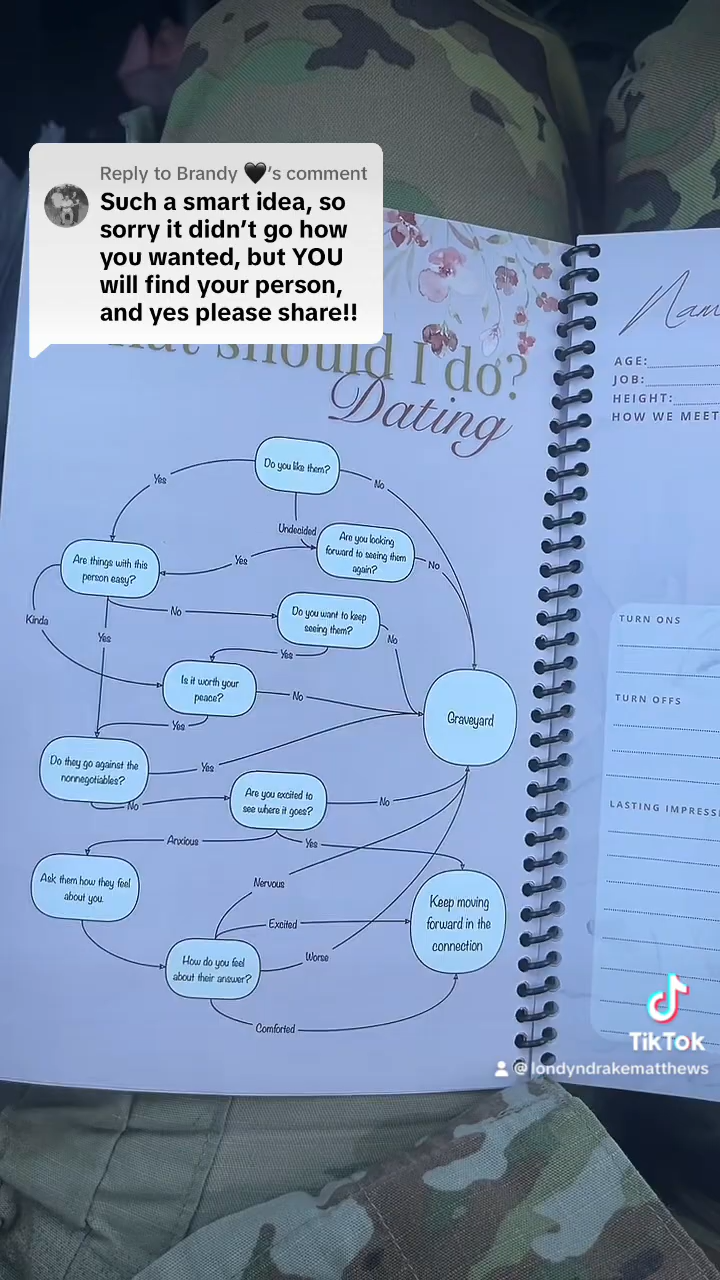 Reply to Brandy 🖤's comment
Such a smart idea, so
sorry it didn't go how
you wanted, but YOU
will find your person,
and yes please share!!
should I do?
Dating
Do you like them?
Yes
No
Undecided
Are you looking
forward to seeing them
again?
Yes
No
Are things with this
person easy?
Kinda
Yes
No
Do you want to keep
seeing them?
No
Yes
Is it worth your
peace?
No
Yes
Graveyard
Do they go against the
nonnegotiables?
Yes
No
Are you excited to
see where it goes?
No
Anxious
Yes
Ask them how they feel
about you.
Nervous
Keep moving
forward in the
connection
Excited
How do you feel
about their answer?
Worse
Comforted
AGE:
JOB:
HEIGHT:
HOW WE MEET
TURN ONS
TURN OFFS
LASTING
TikTok
@londyndrakematthews